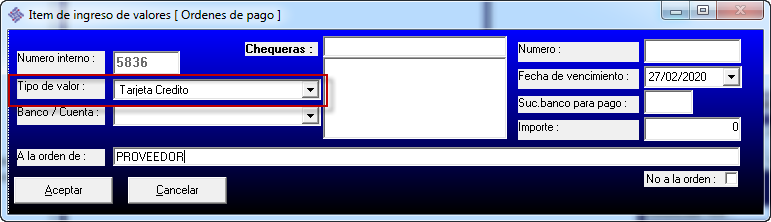 Item de ingreso de valores [ Ordenes de pago ]
Numero interno : 5836
Chequeras :
Numero :
Tipo de valor : Tarjeta Credito
Fecha de vencimiento : 27/02/2020
Banco / Cuenta :
Suc.banco para pago :
Importe : 0
A la orden de : PROVEEDOR
No a la orden :
Aceptar
Cancelar